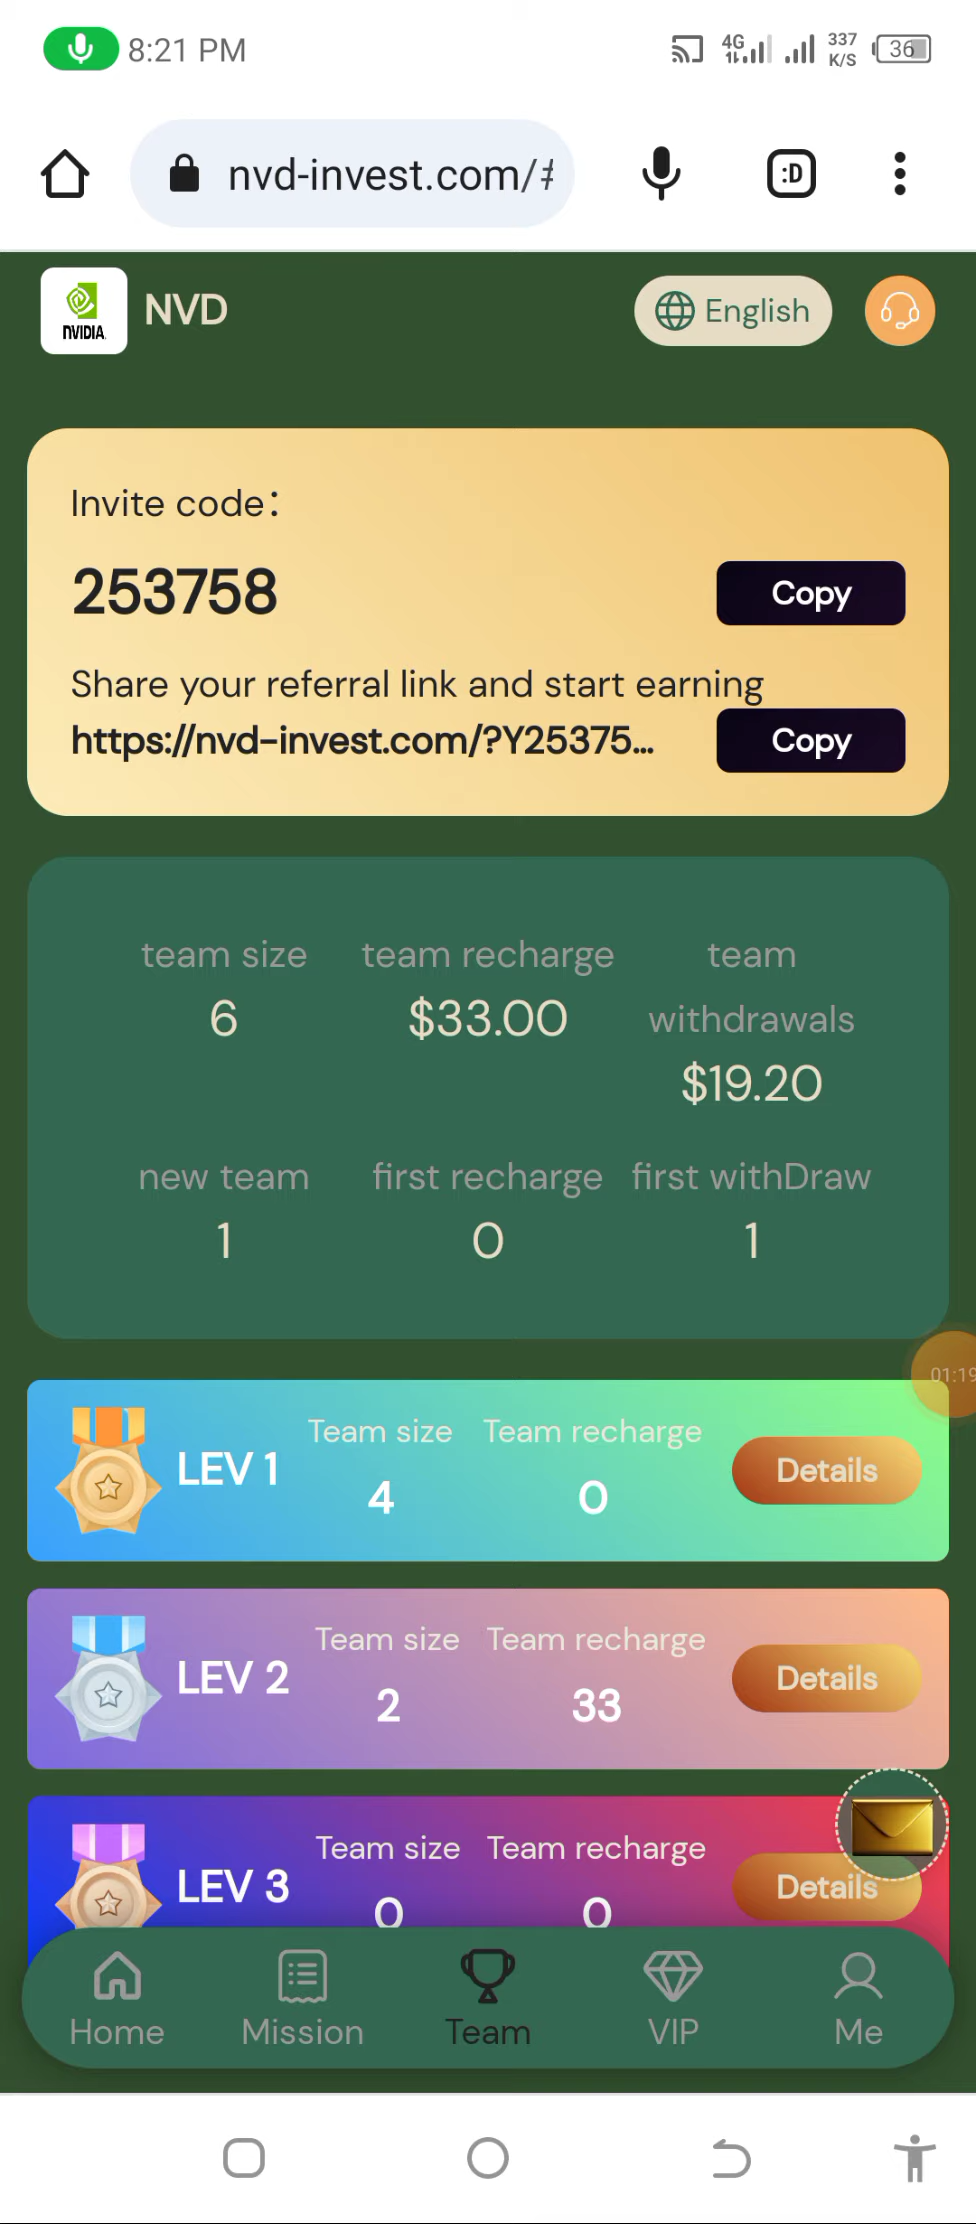 8:21 PM
4G
337
K/S
36
nvd-invest.com/#
:D
NVIDIA.
NVD
English
Invite code:
253758
Copy
Share your referral link and start earning
https://nvd-invest.com/?Y25375...
Copy
team size
team recharge
team
withdrawals
6
$33.00
$19.20
new team
first recharge
first withDraw
1
0
1
01:19
LEV 1
Team size
Team recharge
4
0
Details
LEV 2
Team size
Team recharge
2
33
Details
LEV 3
Team size
Team recharge
0
0
Details
Home
Mission
Team
VIP
Me